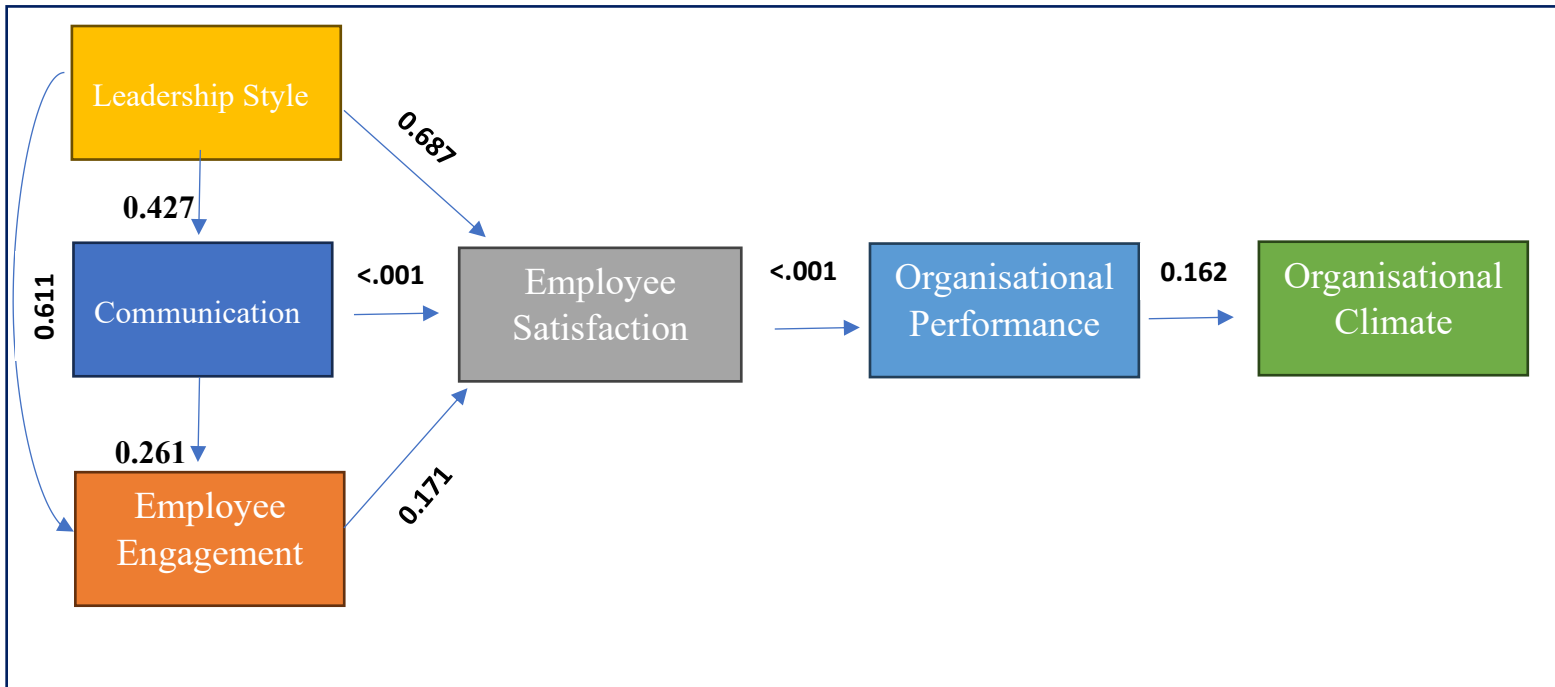 Leadership Style
0.687
0.427
0.611
Communication
<.001
Employee
Satisfaction
<.001
Organisational
Performance
0.162
Organisational
Climate
0.261
Employee
Engagement
0.171